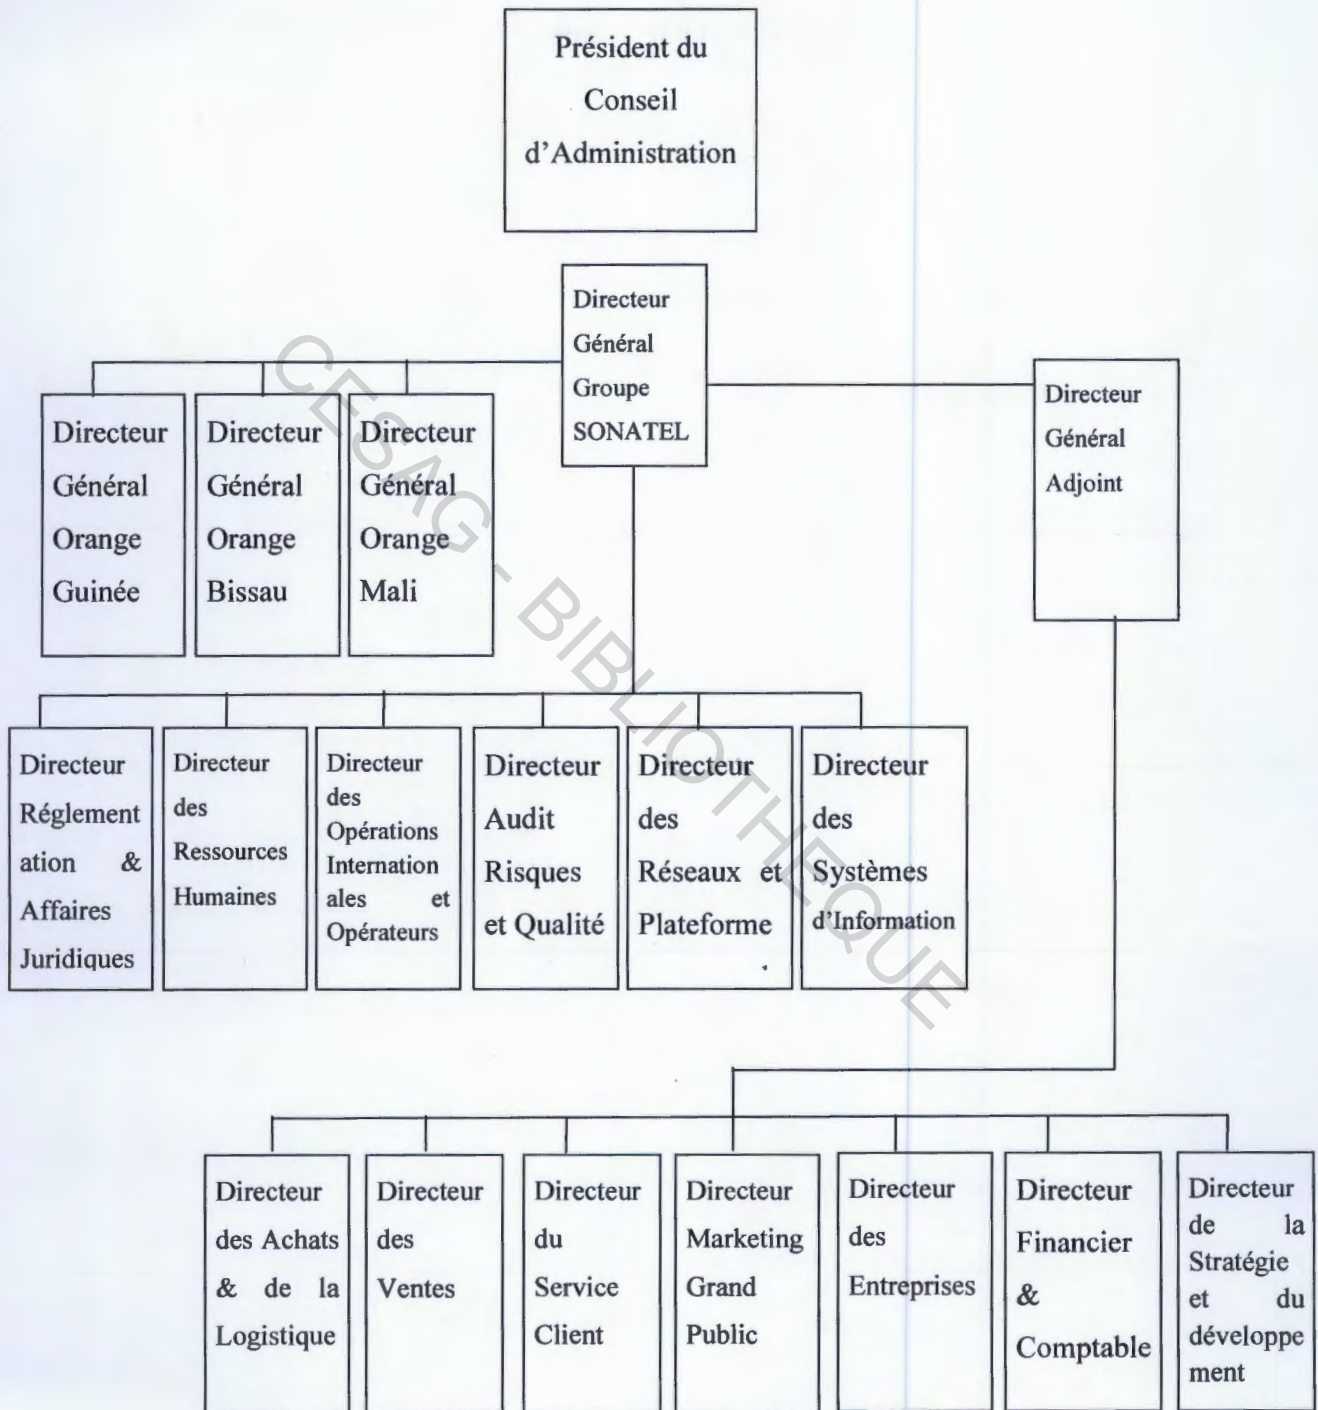 Président du
Conseil
d'Administration
Directeur
Général
Groupe
SONATEL
Directeur
Général
Adjoint
Directeur
Général
Orange
Guinée
Directeur
Général
Orange
Bissau
Directeur
Général
Orange
Mali
Directeur
Réglement
ation &
Affaires
Juridiques
Directeur
des
Ressources
Humaines
Directeur
des
Opérations
Internation
ales et
Opérateurs
Directeur
Audit
Risques
et Qualité
Directeur
des
Réseaux et
Plateforme
Directeur
des
Systèmes
d'Information
Directeur
des Achats
& de la
Logistique
Directeur
des
Ventes
Directeur
du
Service
Client
Directeur
Marketing
Grand
Public
Directeur
des
Entreprises
Directeur
Financier
&
Comptable
Directeur
de la
Stratégie
et du
développe
ment
CESAG - BIBLIOTHEQUE